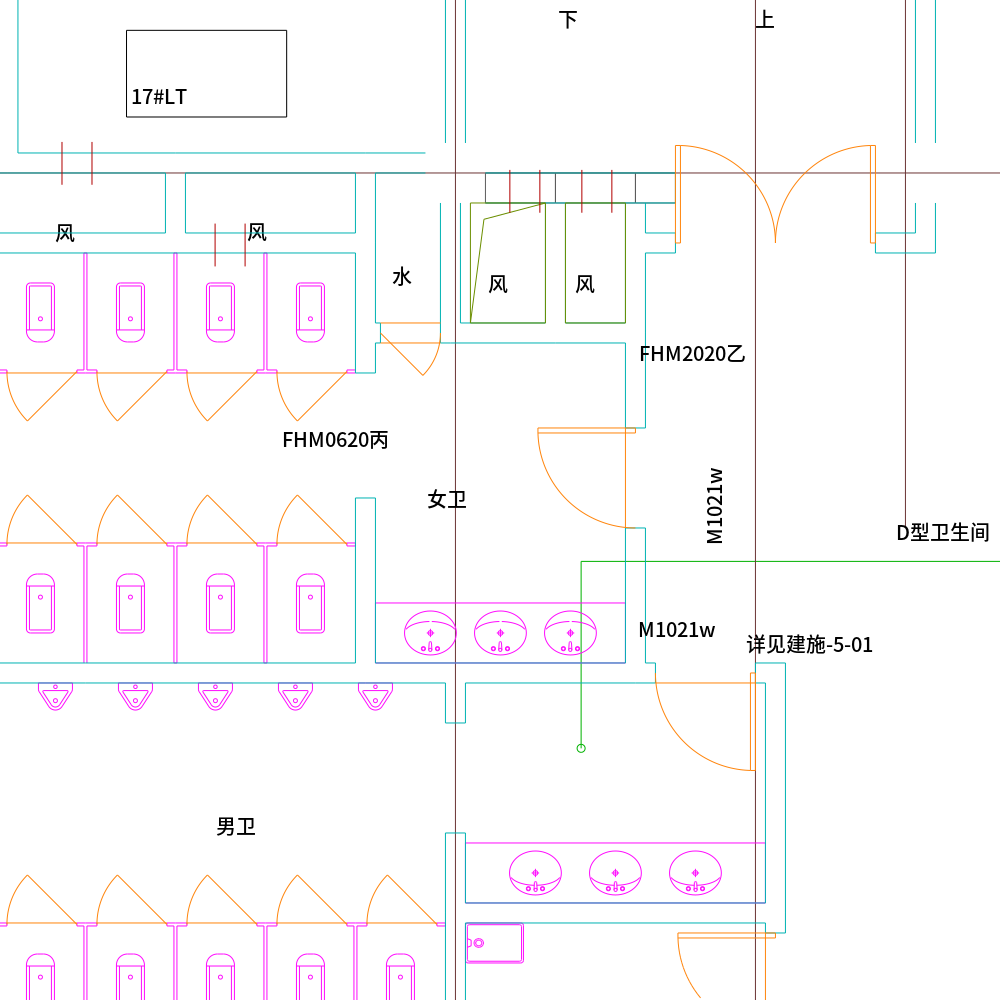 下
上
17#LT
风
风
水
风
风
FHM2020乙
FHM0620丙
女卫
M1021w
D型卫生间
M1021w
详见建施-5-01
男卫